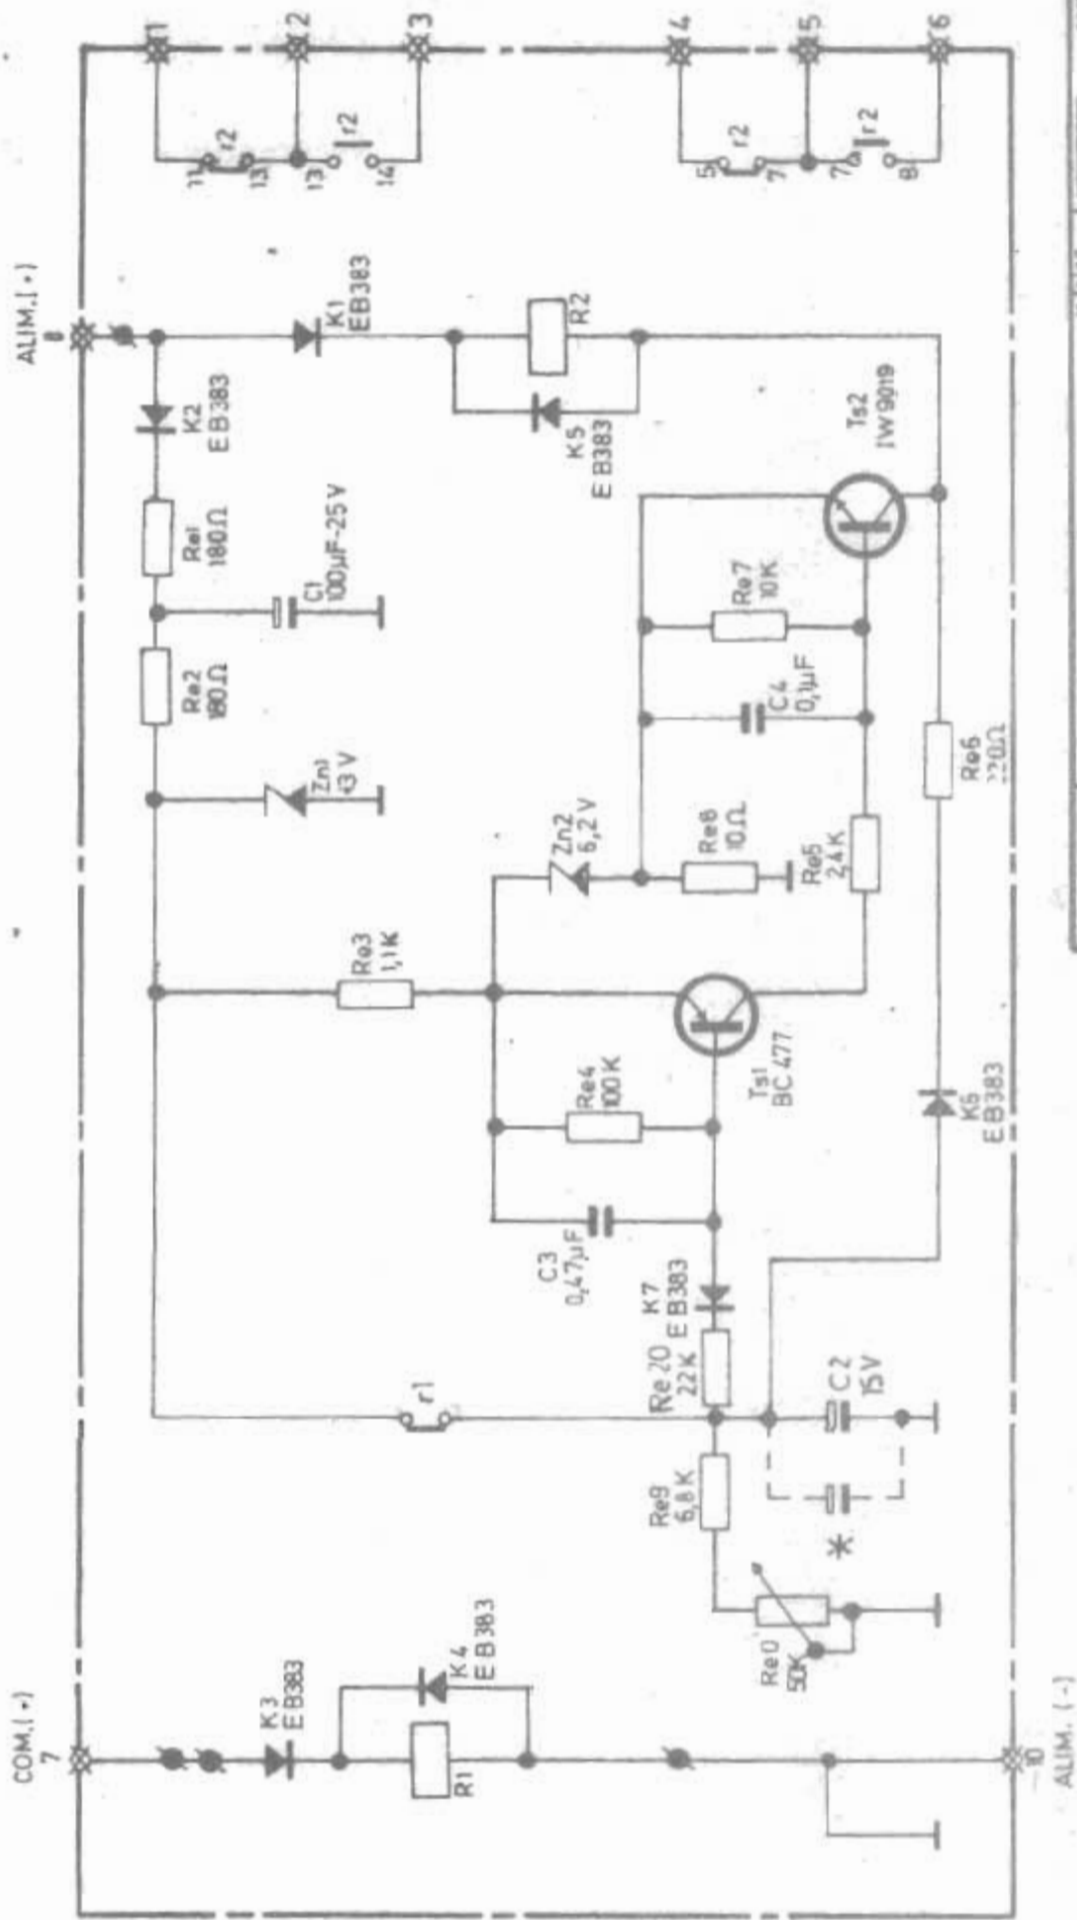 COM.(+)
7
ALIM.(+)
8
1
2
3
4
5
6
11
r2
13
13
r2
14
5
r2
7
7
r2
8
K1
EB383
K2
EB383
Re1
180Ω
C1
100µF-25V
Re2
180Ω
Zn1
R2
K5
EB383
Ts2
1W9019
Re7
10K
C4
0,1µF
Zn2
6,2V
Re8
10Ω
Re5
2,4K
Re6
Re3
1,1K
Ts1
BC 477
Re4
100K
C3
0,47µF
K7
EB383
Re20
22K
K6
EB383
r1
Re9
6,8K
C2
15V
*
50K
K3
EB383
K4
EB383
R1
10
ALIM. (-)